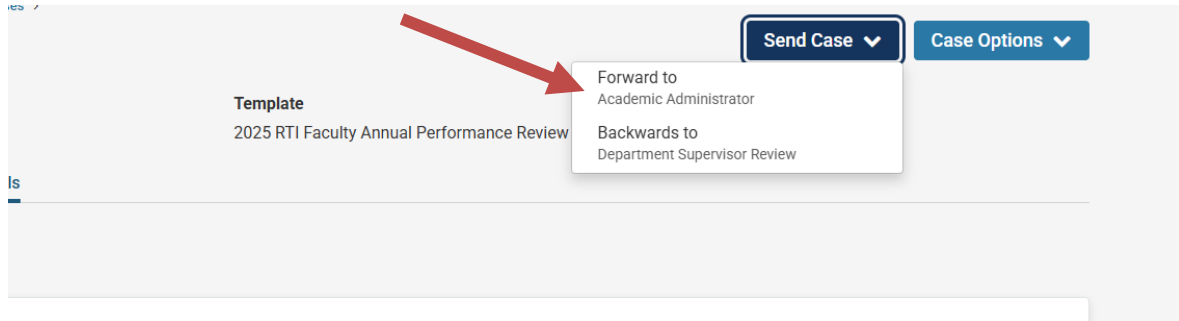 Send Case
Case Options
Forward to
Academic Administrator
Template
2025 RTI Faculty Annual Performance Review
Backwards to
Department Supervisor Review